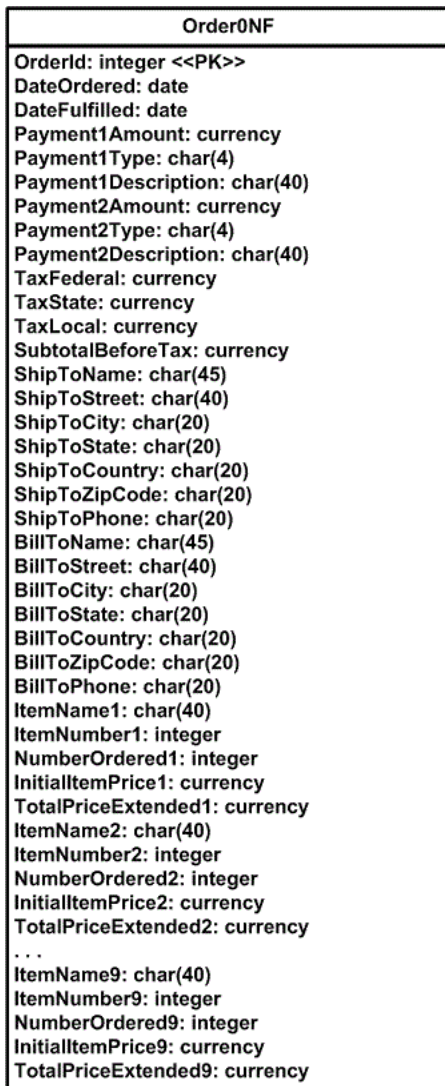 Order0NF
OrderId: integer <<PK>>
DateOrdered: date
DateFulfilled: date
Payment1Amount: currency
Payment1Type: char(4)
Payment1Description: char(40)
Payment2Amount: currency
Payment2Type: char(4)
Payment2Description: char(40)
TaxFederal: currency
TaxState: currency
TaxLocal: currency
SubtotalBeforeTax: currency
ShipToName: char(45)
ShipToStreet: char(40)
ShipToCity: char(20)
ShipToState: char(20)
ShipToCountry: char(20)
ShipToZipCode: char(20)
ShipToPhone: char(20)
BillToName: char(45)
BillToStreet: char(40)
BillToCity: char(20)
BillToState: char(20)
BillToCountry: char(20)
BillToZipCode: char(20)
BillToPhone: char(20)
ItemName1: char(40)
ItemNumber1: integer
NumberOrdered1: integer
InitialItemPrice1: currency
TotalPriceExtended1: currency
ItemName2: char(40)
ItemNumber2: integer
NumberOrdered2: integer
InitialItemPrice2: currency
TotalPriceExtended2: currency
. . .
ItemName9: char(40)
ItemNumber9: integer
NumberOrdered9: integer
InitialItemPrice9: currency
TotalPriceExtended9: currency